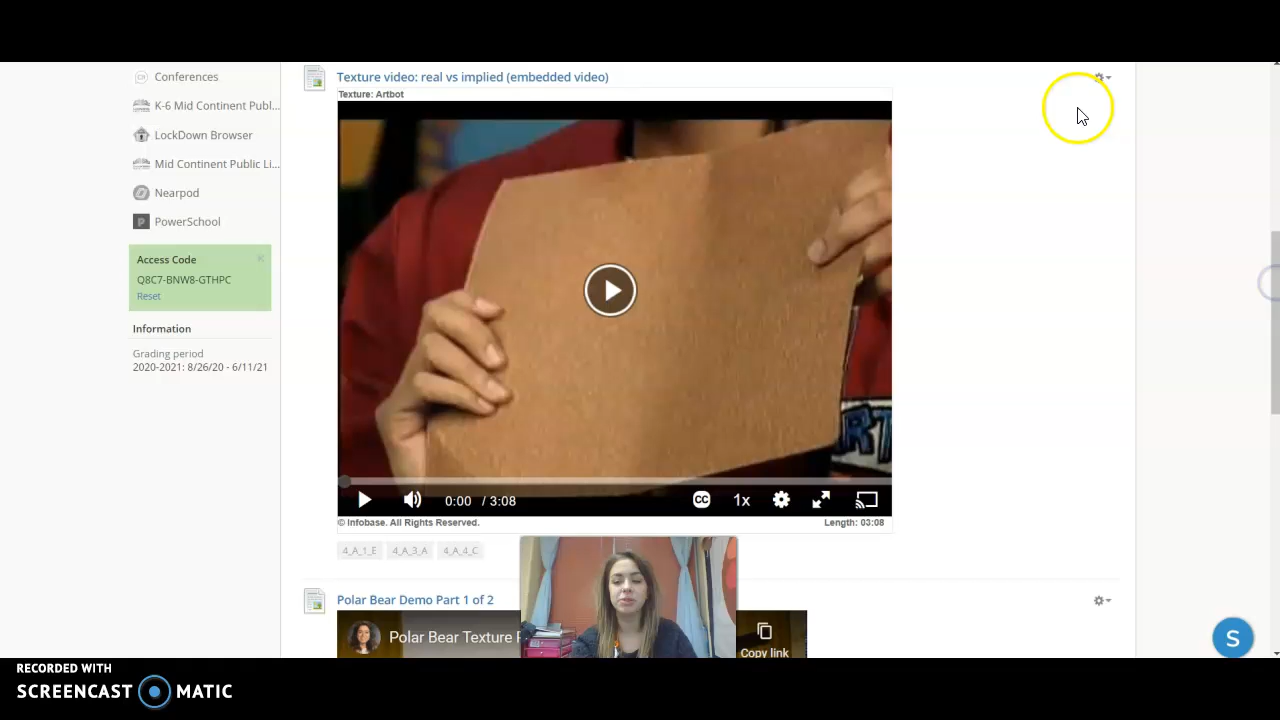 Conferences
K-6 Mid Continent Publ...
LockDown Browser
Mid Continent Public Li...
Nearpod
PowerSchool
Access Code
Q8C7-BNW8-GTHPC
Reset
Information
Grading period
2020-2021: 8/26/20 - 6/11/21
Texture video: real vs implied (embedded video)
Texture: Artbot
0:00 / 3:08
CC
1x
© Infobase. All Rights Reserved.
Length: 03:08
4_A_1_E 4_A_3_A 4_A_4_C
Polar Bear Demo Part 1 of 2
Polar Bear Texture
Copy link
S
RECORDED WITH
SCREENCAST MATIC